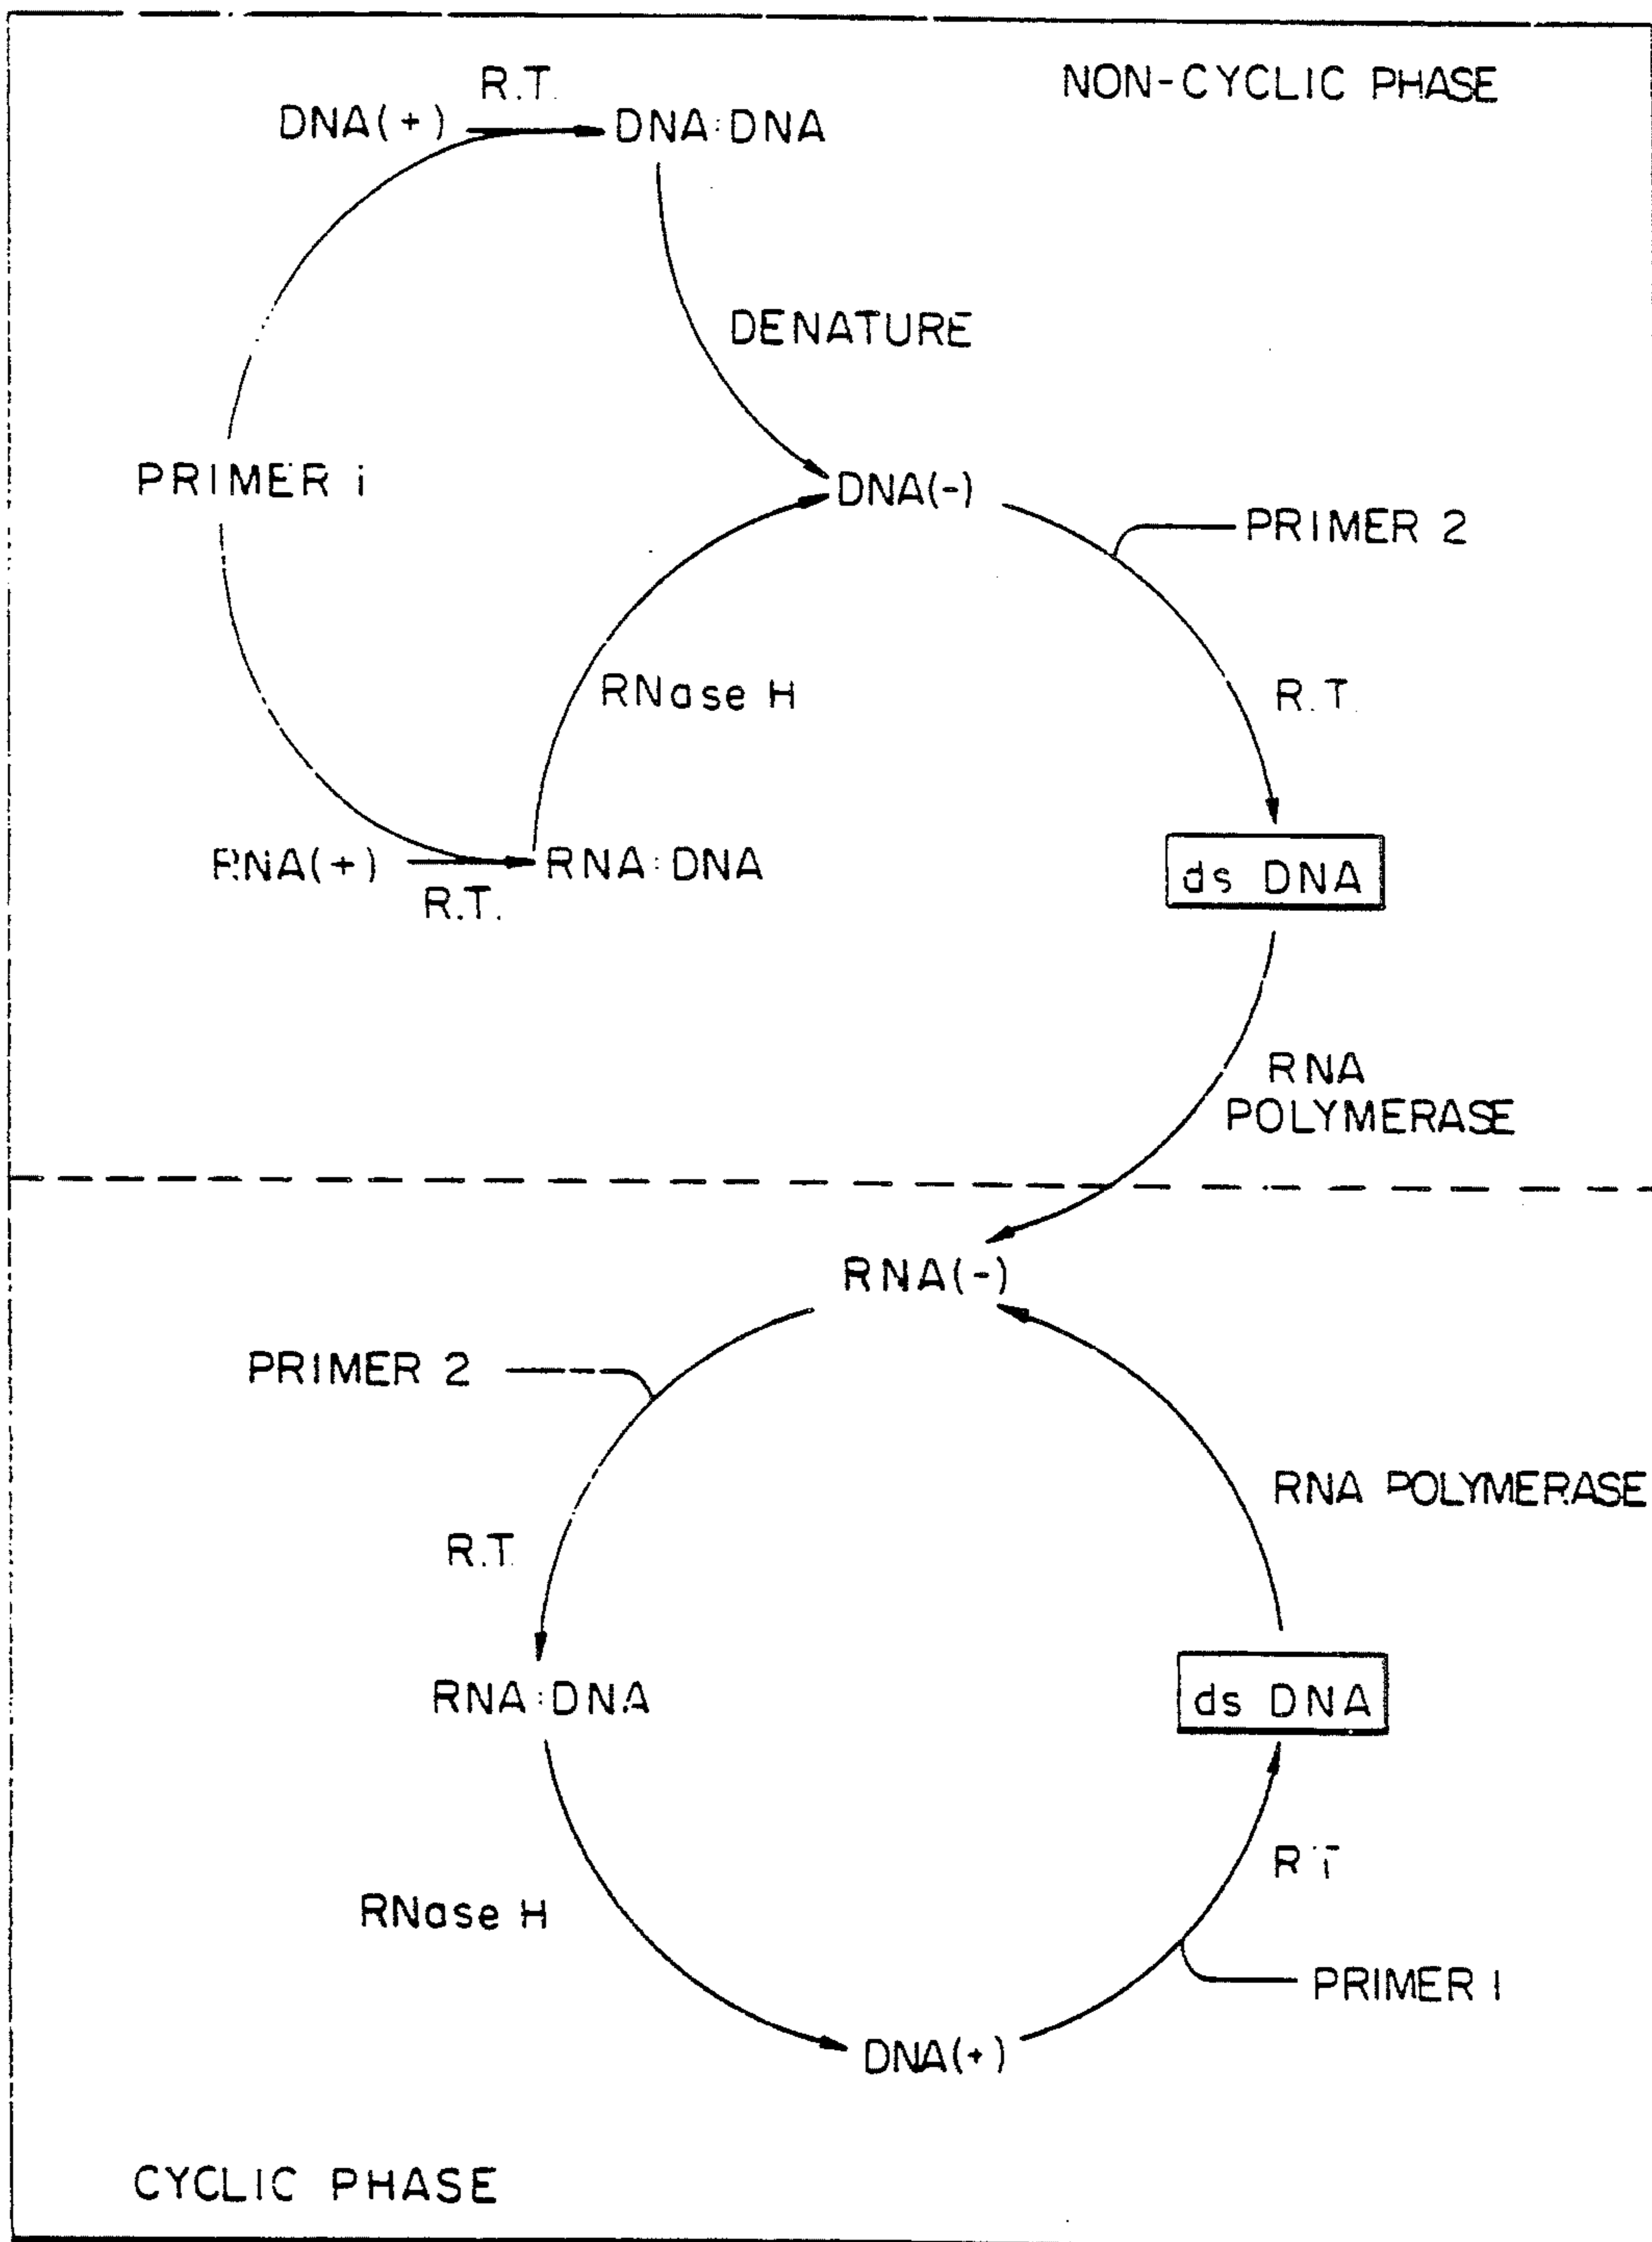 NON-CYCLIC PHASE
R.T.
DNA(+)
DNA:DNA
DENATURE
PRIMER i
DNA(-)
PRIMER 2
RNase H
R.T.
RNA(+)
RNA:DNA
R.T.
ds DNA
RNA
POLYMERASE
RNA(-)
PRIMER 2
RNA POLYMERASE
R.T.
RNA:DNA
ds DNA
RT
RNase H
PRIMER 1
DNA(+)
CYCLIC PHASE